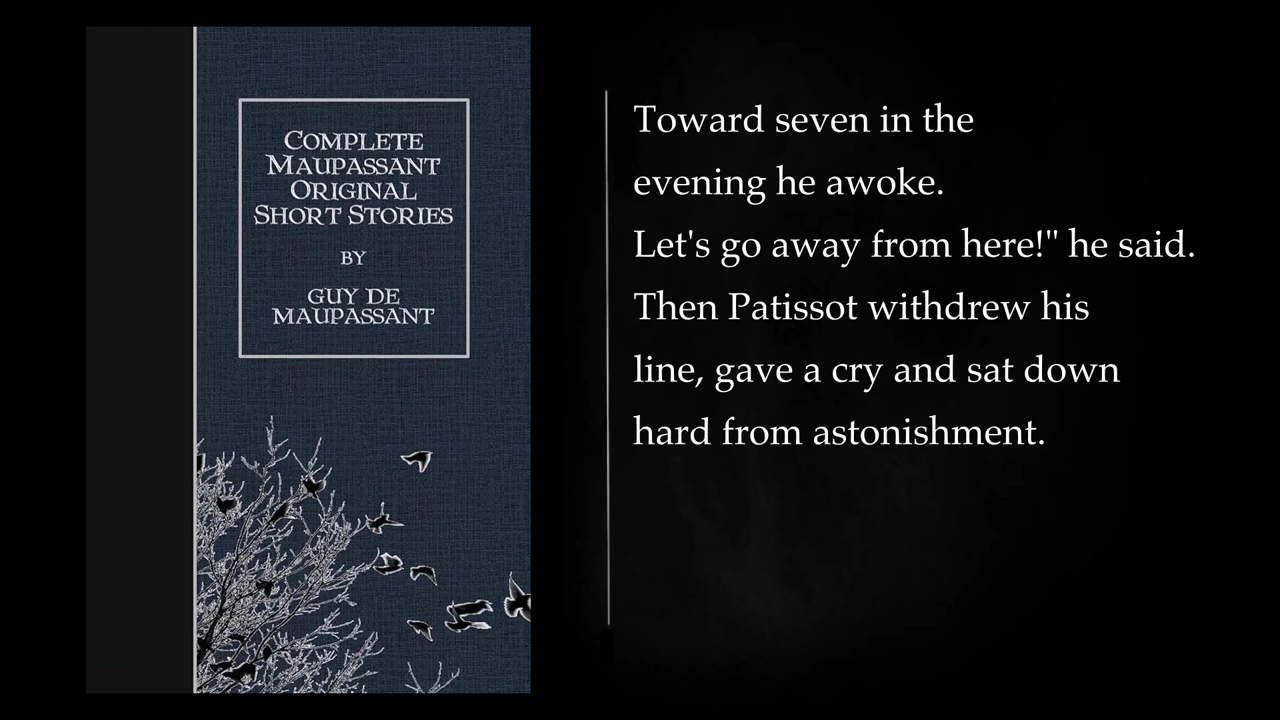 COMPLETE
MAUPASSANT
ORIGINAL
SHORT STORIES
BY
GUY DE
MAUPASSANT
Toward seven in the
evening he awoke.
Let's go away from here!" he said.
Then Patissot withdrew his
line, gave a cry and sat down
hard from astonishment.